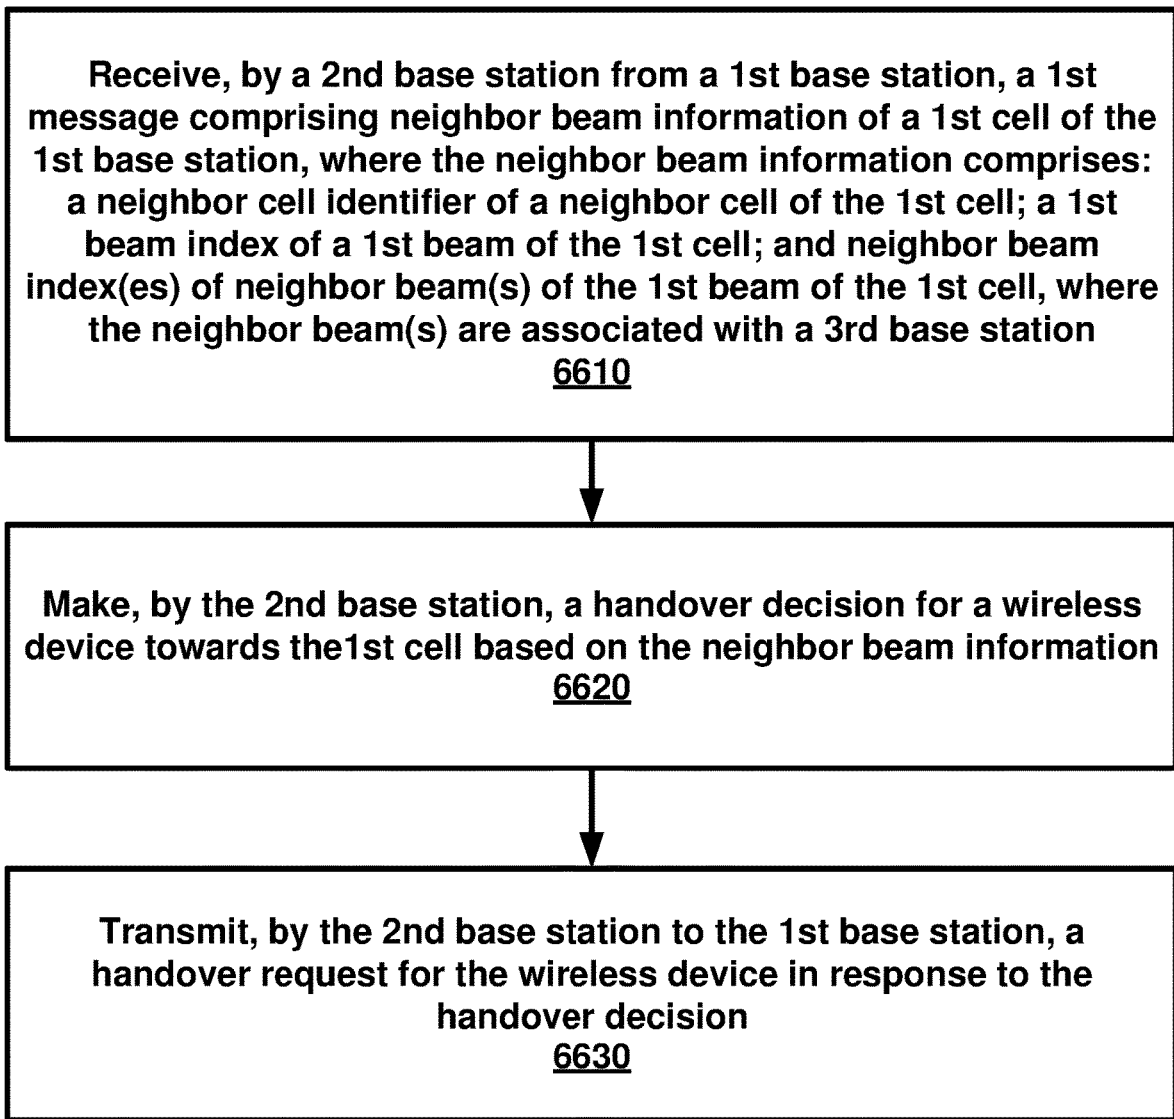 Receive, by a 2nd base station from a 1st base station, a 1st
message comprising neighbor beam information of a 1st cell of the
1st base station, where the neighbor beam information comprises:
a neighbor cell identifier of a neighbor cell of the 1st cell; a 1st
beam index of a 1st beam of the 1st cell; and neighbor beam
index(es) of neighbor beam(s) of the 1st beam of the 1st cell, where
the neighbor beam(s) are associated with a 3rd base station
6610
Make, by the 2nd base station, a handover decision for a wireless
device towards the1st cell based on the neighbor beam information
6620
Transmit, by the 2nd base station to the 1st base station, a
handover request for the wireless device in response to the
handover decision
6630